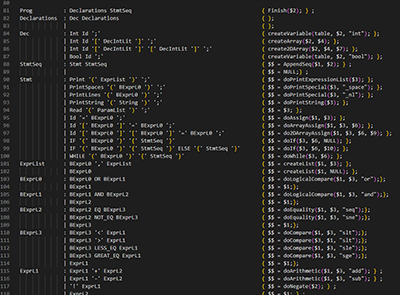 80
81 Prog : Declarations StmtSeq { Finish($2); } ;
82 Declarations : Dec Declarations { };
83 | { };
84 Dec : Int Id ';' { createVariable(table, $2, "int"); };
85 | Int Id '[' DecIntLit ']' ';' { createArray($2, $4); };
86 | Int Id '[' DecIntLit ']' '[' DecIntLit ']' ';' { create2DArray($2, $4, $7); };
87 | Bool Id ';' { createVariable(table, $2, "bool"); };
88 StmtSeq : Stmt StmtSeq { $$ = AppendSeq($1, $2); } ;
89 | { $$ = NULL;} ;
90 Stmt : Print '(' ExprList ')' ';' { $$ = doPrintExpressionList($3); };
91 | PrintSpaces '(' BExprL0 ')' ';' { $$ = doPrintSpecial($3, "_space"); };
92 | PrintLines '(' BExprL0 ')' ';' { $$ = doPrintSpecial($3, "_nl"); };
93 | PrintString '(' String ')' ';' { $$ = doPrintString($3); };
94 | Read '(' ParamList ')' ';' { $$ = $3; };
95 | Id '=' BExprL0 ';' { $$ = doAssign($1, $3); };
96 | Id '[' BExprL0 ']' '=' BExprL0 ';' { $$ = doArrayAssign($1, $3, $6); };
97 | Id '[' BExprL0 ']' '[' BExprL0 ']' '=' BExprL0 ';' { $$ = do2DArrayAssign($1, $3, $6, $9); };
98 | IF '(' BExprL0 ')' '{' StmtSeq '}' { $$ = doIf($3, $6, NULL); };
99 | IF '(' BExprL0 ')' '{' StmtSeq '}' ELSE '{' StmtSeq '}' { $$ = doIf($3, $6, $10); };
100 | WHILE '(' BExprL0 ')' '{' StmtSeq '}' { $$ = doWhile($3, $6); };
101 ExprList : BExprL0 ',' ExprList { $$ = createList($1, $3); };
102 | BExprL0 { $$ = createList($1, NULL); };
103 BExprL0 : BExprL0 OR BExprL1 { $$ = doLogicalCompare($1, $3, "or");};
104 | BExprL1 { $$ = $1;};
105 BExprL1 : BExprL1 AND BExprL2 { $$ = doLogicalCompare($1, $3, "and");};
106 | BExprL2 { $$ = $1;};
107 BExprL2 : BExprL2 EQ BExprL3 { $$ = doEquality($1, $3, "seq");};
108 | BExprL2 NOT_EQ BExprL3 { $$ = doEquality($1, $3, "sne");};
109 | BExprL3 { $$ = $1;};
110 BExprL3 : BExprL3 '<' ExprL1 { $$ = doCompare($1, $3, "slt");};
111 | BExprL3 '>' ExprL1 { $$ = doCompare($1, $3, "sgt");};
112 | BExprL3 LESS_EQ ExprL1 { $$ = doCompare($1, $3, "sle");};
113 | BExprL3 GREAT_EQ ExprL1 { $$ = doCompare($1, $3, "sge");};
114 | ExprL1 { $$ = $1;};
115 ExprL1 : ExprL1 '+' ExprL2 { $$ = doArithmetic($1, $3, "add"); } ;
116 | ExprL1 '-' ExprL2 { $$ = doArithmetic($1, $3, "sub"); } ;
117 | '!' ExprL1 { $$ = doNegate($2); } ;